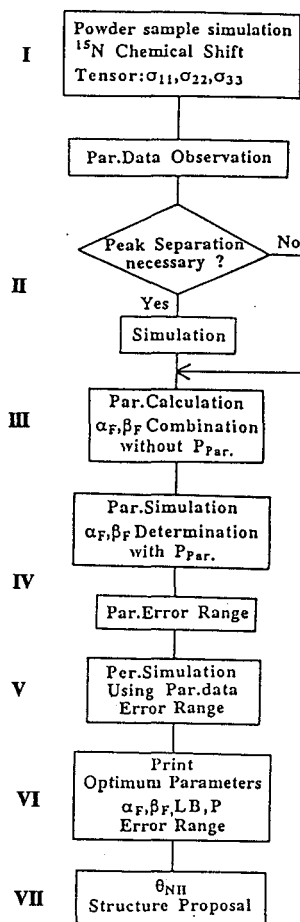 I
Powder sample simulation
¹⁵N Chemical Shift
Tensor:σ₁₁,σ₂₂,σ₃₃
Par.Data Observation
Peak Separation
necessary ?
No
II
Yes
Simulation
III
Par.Calculation
α_F,β_F Combination
without P_Par.
Par.Simulation
α_F,β_F Determination
with P_Par.
IV
Par.Error Range
V
Per.Simulation
Using Par.data
Error Range
VI
Print
Optimum Parameters
α_F,β_F,LB,P
Error Range
VII
θ_NH
Structure Proposal